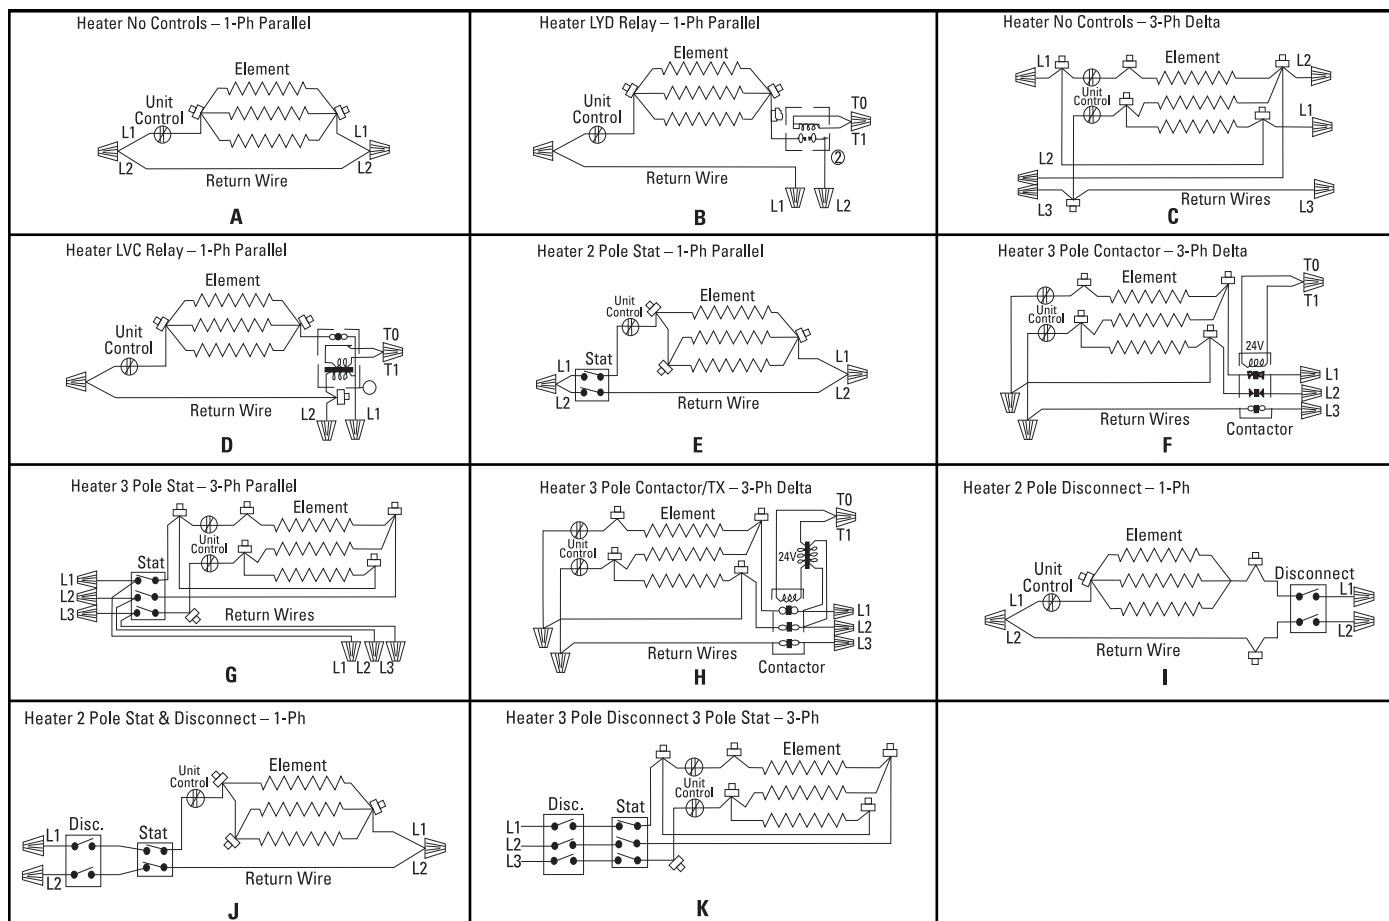 Heater No Controls – 1-Ph Parallel
Element
Unit
Control
L1
L1
L2
L2
Return Wire
A
Heater LYD Relay – 1-Ph Parallel
Element
Unit
Control
T0
T1
2
L1
L2
Return Wire
B
Heater No Controls – 3-Ph Delta
L1
Element
L2
Unit
Control
L1
L2
L3
Return Wires
L3
C
Heater LVC Relay – 1-Ph Parallel
Element
Unit
Control
T0
T1
Return Wire
L2
L1
D
Heater 2 Pole Stat – 1-Ph Parallel
Element
Unit
Control
L1
Stat
L1
L2
L2
Return Wire
E
Heater 3 Pole Contactor – 3-Ph Delta
Element
T0
T1
Unit
Control
24V
L1
L2
L3
Return Wires
Contactor
F
Heater 3 Pole Stat – 3-Ph Parallel
Element
Unit
Control
Stat
L1
L2
L3
Return Wires
L1 L2 L3
G
Heater 3 Pole Contactor/TX – 3-Ph Delta
Element
T0
T1
Unit
Control
24V
L1
L2
L3
Return Wires
Contactor
H
Heater 2 Pole Disconnect – 1-Ph
Element
Unit
Control
Disconnect
L1
L1
L2
L2
Return Wire
I
Heater 2 Pole Stat & Disconnect – 1-Ph
Unit
Control
Element
Disc.
Stat
L1
L1
L2
L2
Return Wire
J
Heater 3 Pole Disconnect 3 Pole Stat – 3-Ph
Element
Unit
Control
Disc.
Stat
L1
L2
L3
K